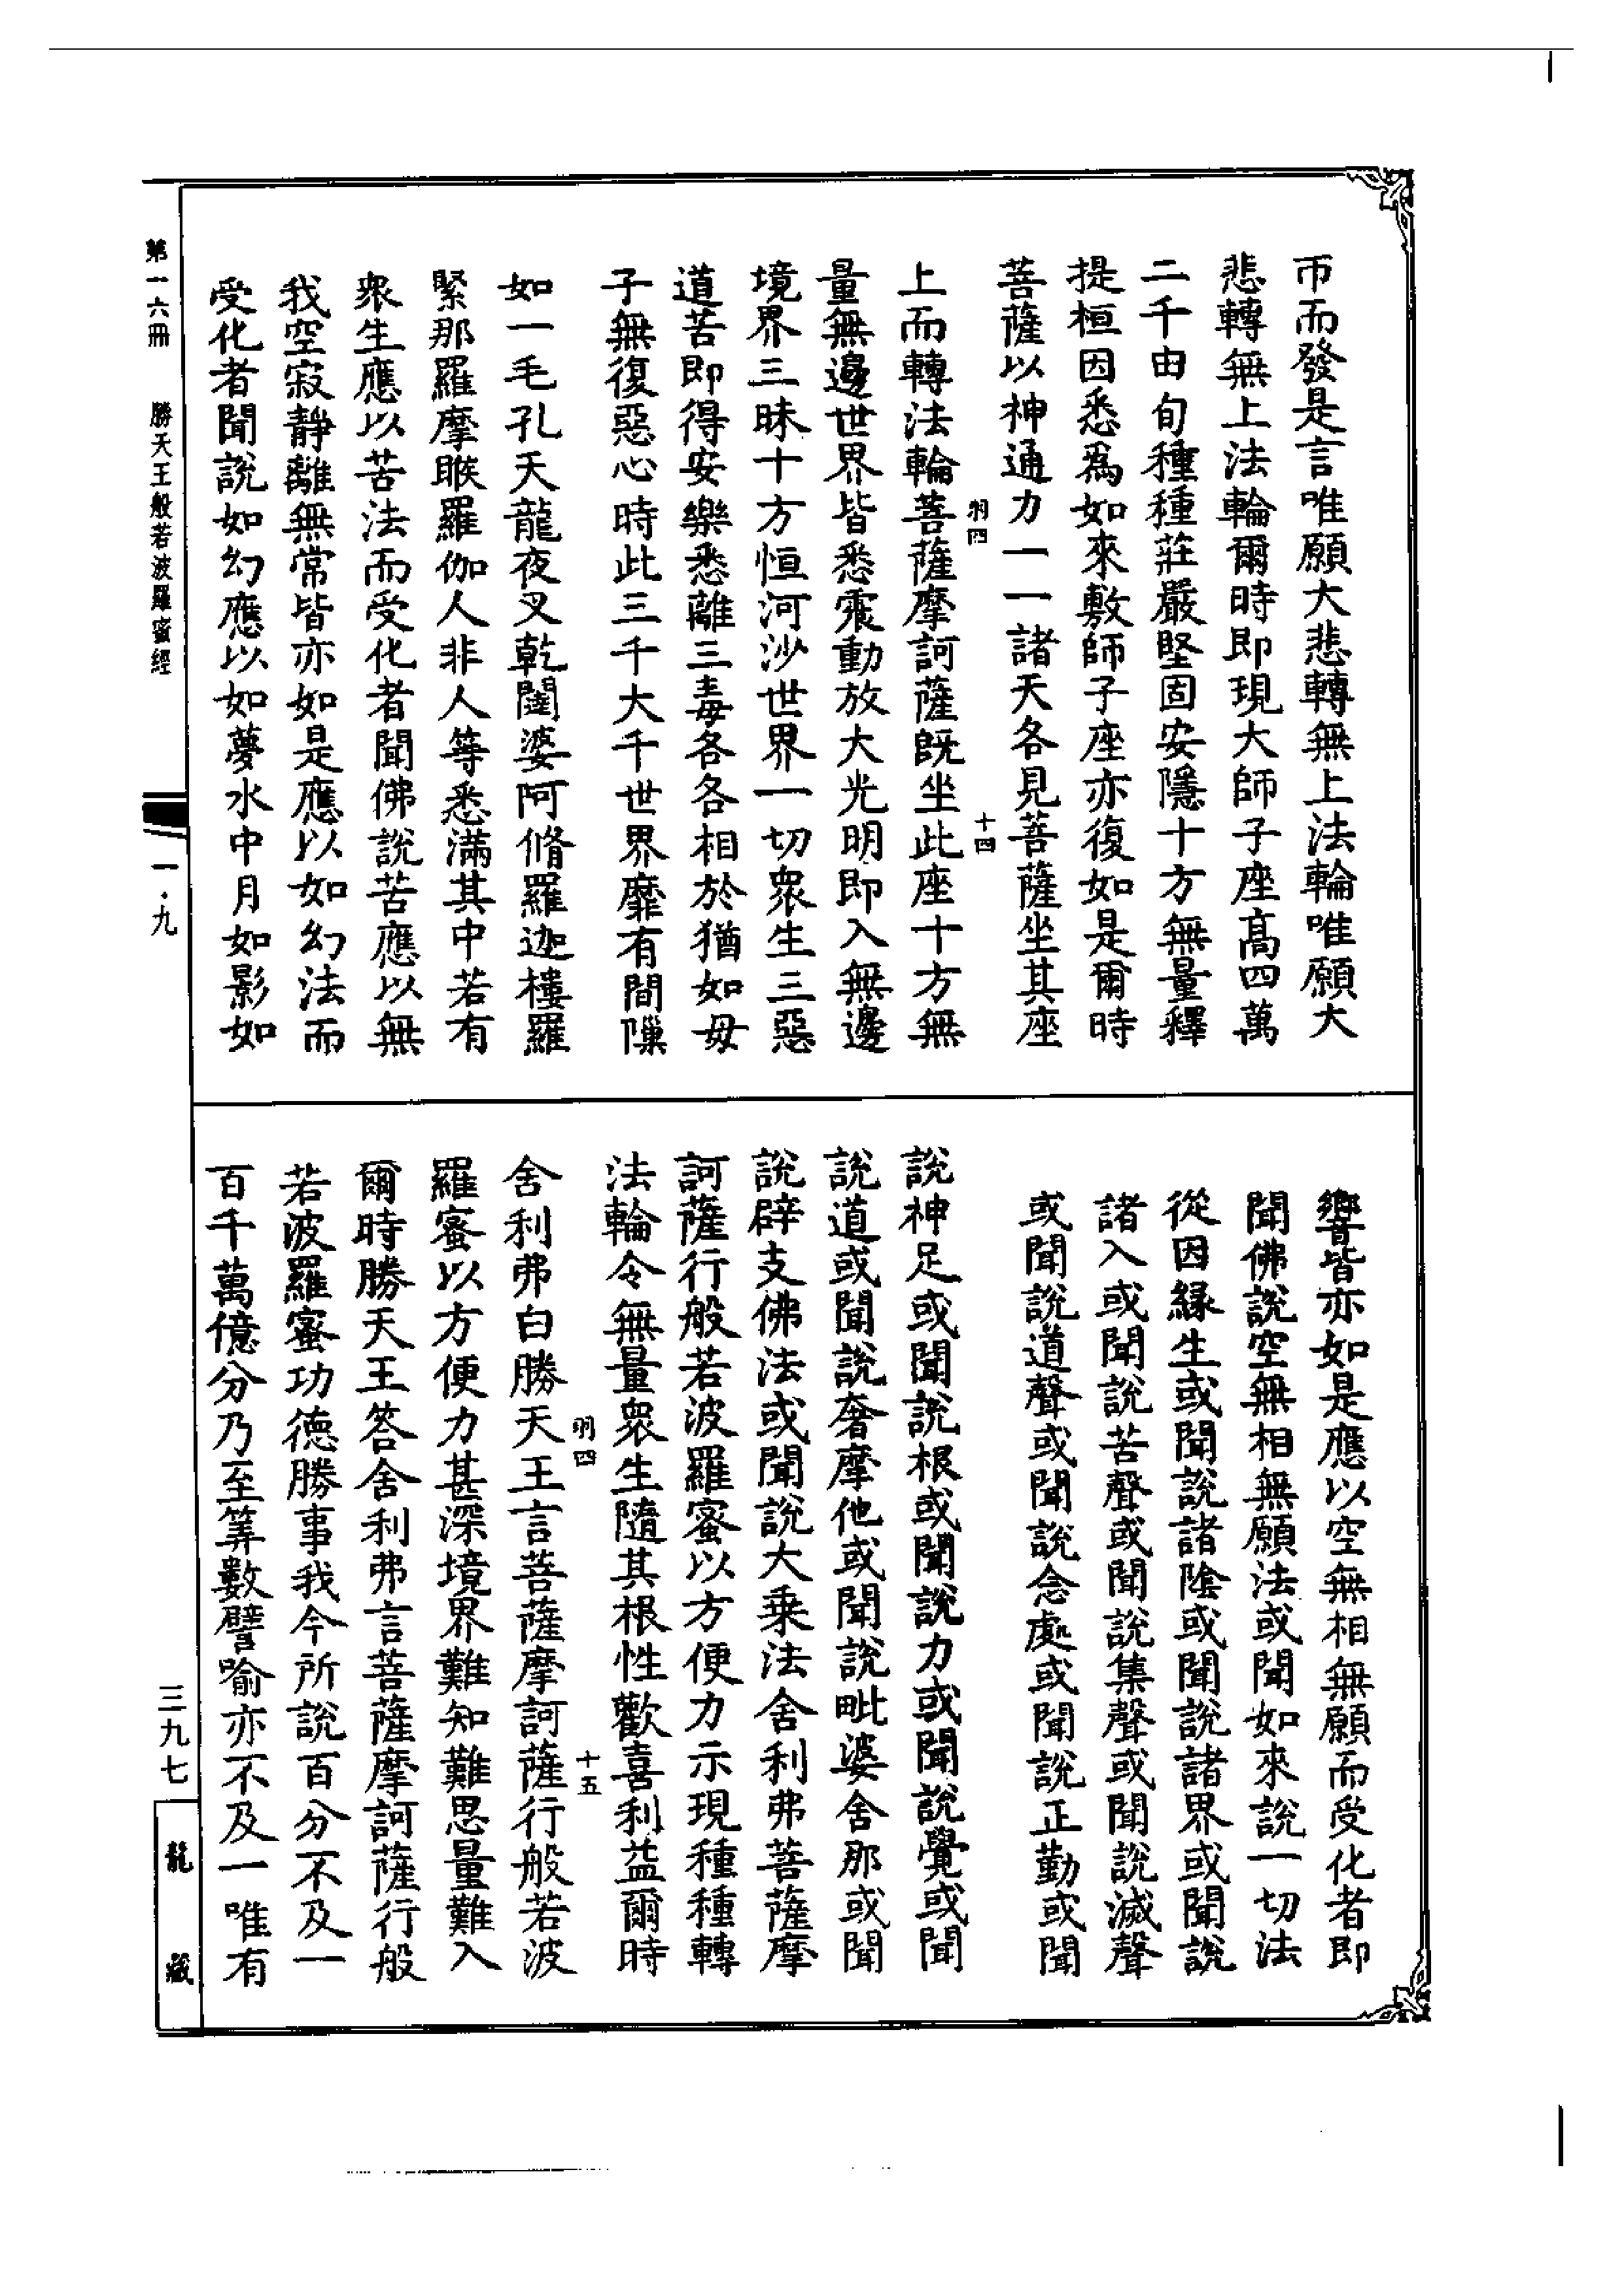 帀而發是言唯願大悲轉無上法輪唯願大
悲轉無上法輪爾時即現大師子座高四萬
二千由旬種種莊嚴堅固安隱十方無量釋
提桓因悉為如來敷師子座亦復如是爾時
菩薩以神通力一一諸天各見菩薩坐其座
羽四
十四
上而轉法輪菩薩摩訶薩既坐此座十方無
量無邊世界皆悉震動放大光明即入無邊
境界三昧十方恒河沙世界一切眾生三惡
道苦即得安樂悉離三毒各各相於猶如母
子無復惡心時此三千大千世界靡有間隟
如一毛孔天龍夜叉乾闥婆阿脩羅迦樓羅
緊那羅摩睺羅伽人非人等悉滿其中若有
眾生應以苦法而受化者聞佛說苦應以無
我空寂靜離無常皆亦如是應以如幻法而
受化者聞說如幻應以如夢水中月如影如
響皆亦如是應以空無相無願而受化者即
聞佛說空無相無願法或聞如來說一切法
從因緣生或聞說諸陰或聞說諸界或聞說
諸入或聞說苦聲或聞說集聲或聞說滅聲
或聞說道聲或聞說念處或聞說正勤或聞
說神足或聞說根或聞說力或聞說覺或聞
說道或聞說奢摩他或聞說毗婆舍那或聞
說辟支佛法或聞說大乘法舍利弗菩薩摩
訶薩行般若波羅蜜以方便力示現種種轉
法輪令無量眾生隨其根性歡喜利益爾時
羽四
十五
舍利弗白勝天王言菩薩摩訶薩行般若波
羅蜜以方便力甚深境界難知難思量難入
爾時勝天王答舍利弗言菩薩摩訶薩行般
若波羅蜜功德勝事我今所說百分不及一
百千萬億分乃至筭數譬喻亦不及一唯有
第一六冊
勝天王般若波羅蜜經
一·九
三九七
龍藏